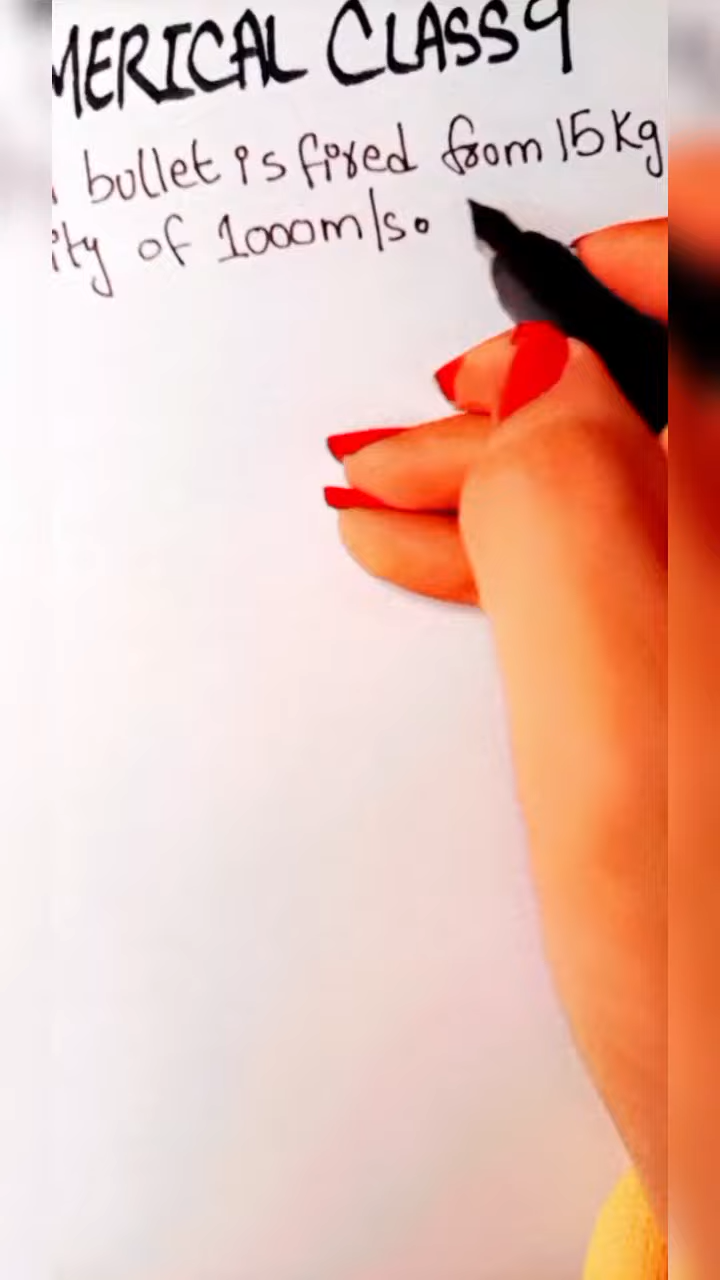 MERICAL CLASS 9
bullet is fired from 15 Kg
ity of 1000m/s.